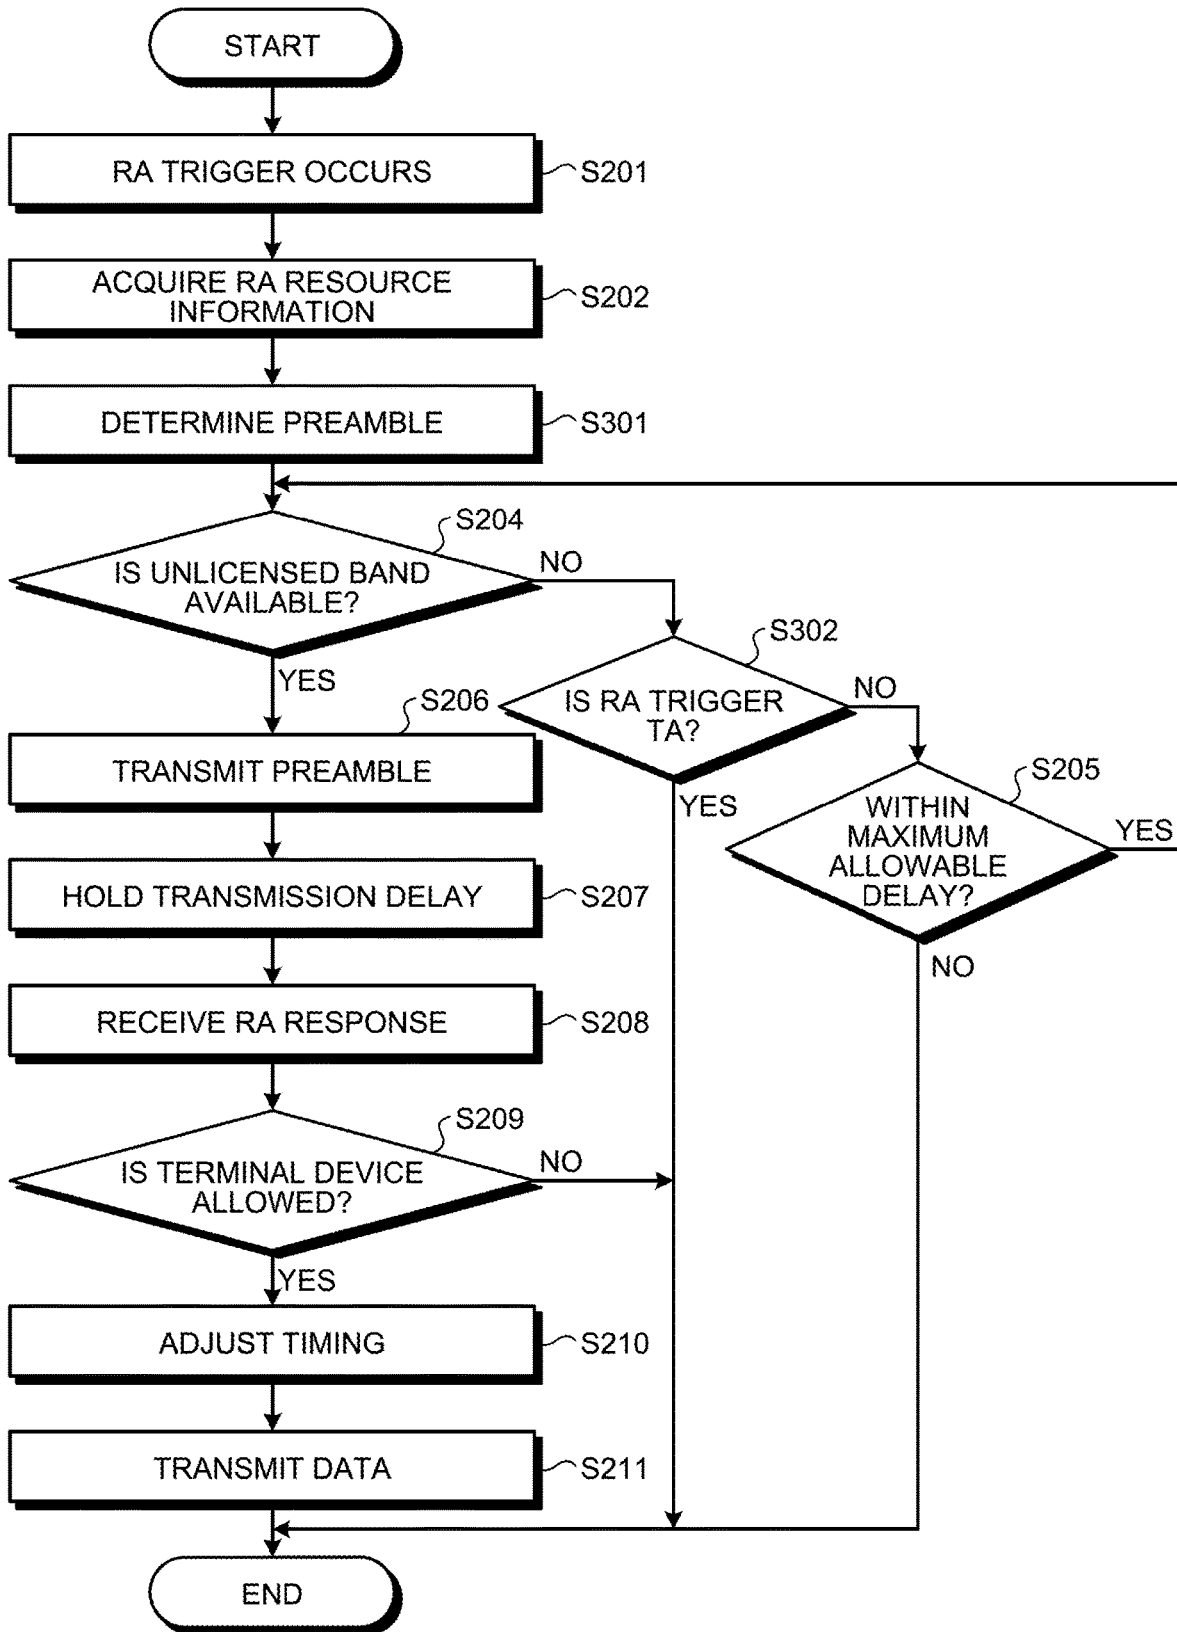 START
RA TRIGGER OCCURS
S201
ACQUIRE RA RESOURCE
INFORMATION
S202
DETERMINE PREAMBLE
S301
S204
IS UNLICENSED BAND
AVAILABLE?
NO
YES
S302
IS RA TRIGGER
TA?
NO
YES
S205
WITHIN
MAXIMUM
ALLOWABLE
DELAY?
YES
NO
S206
TRANSMIT PREAMBLE
HOLD TRANSMISSION DELAY
S207
RECEIVE RA RESPONSE
S208
S209
IS TERMINAL DEVICE
ALLOWED?
NO
YES
ADJUST TIMING
S210
TRANSMIT DATA
S211
END